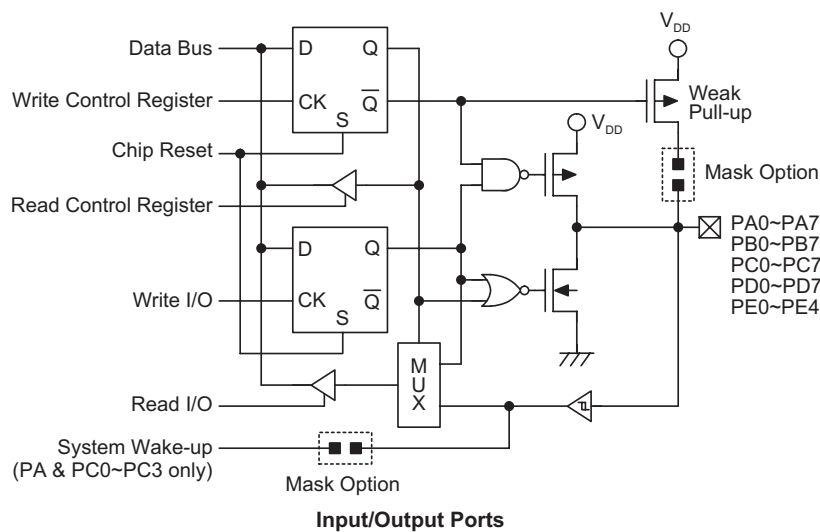 V_DD
Data Bus
D
Q
Write Control Register
CK
Q̅
S
Weak
Pull-up
V_DD
Chip Reset
Mask Option
Read Control Register
D
Q
PA0~PA7
PB0~PB7
PC0~PC7
PD0~PD7
PE0~PE4
Write I/O
CK
Q̅
S
M
U
X
Read I/O
System Wake-up
(PA & PC0~PC3 only)
Mask Option
Input/Output Ports